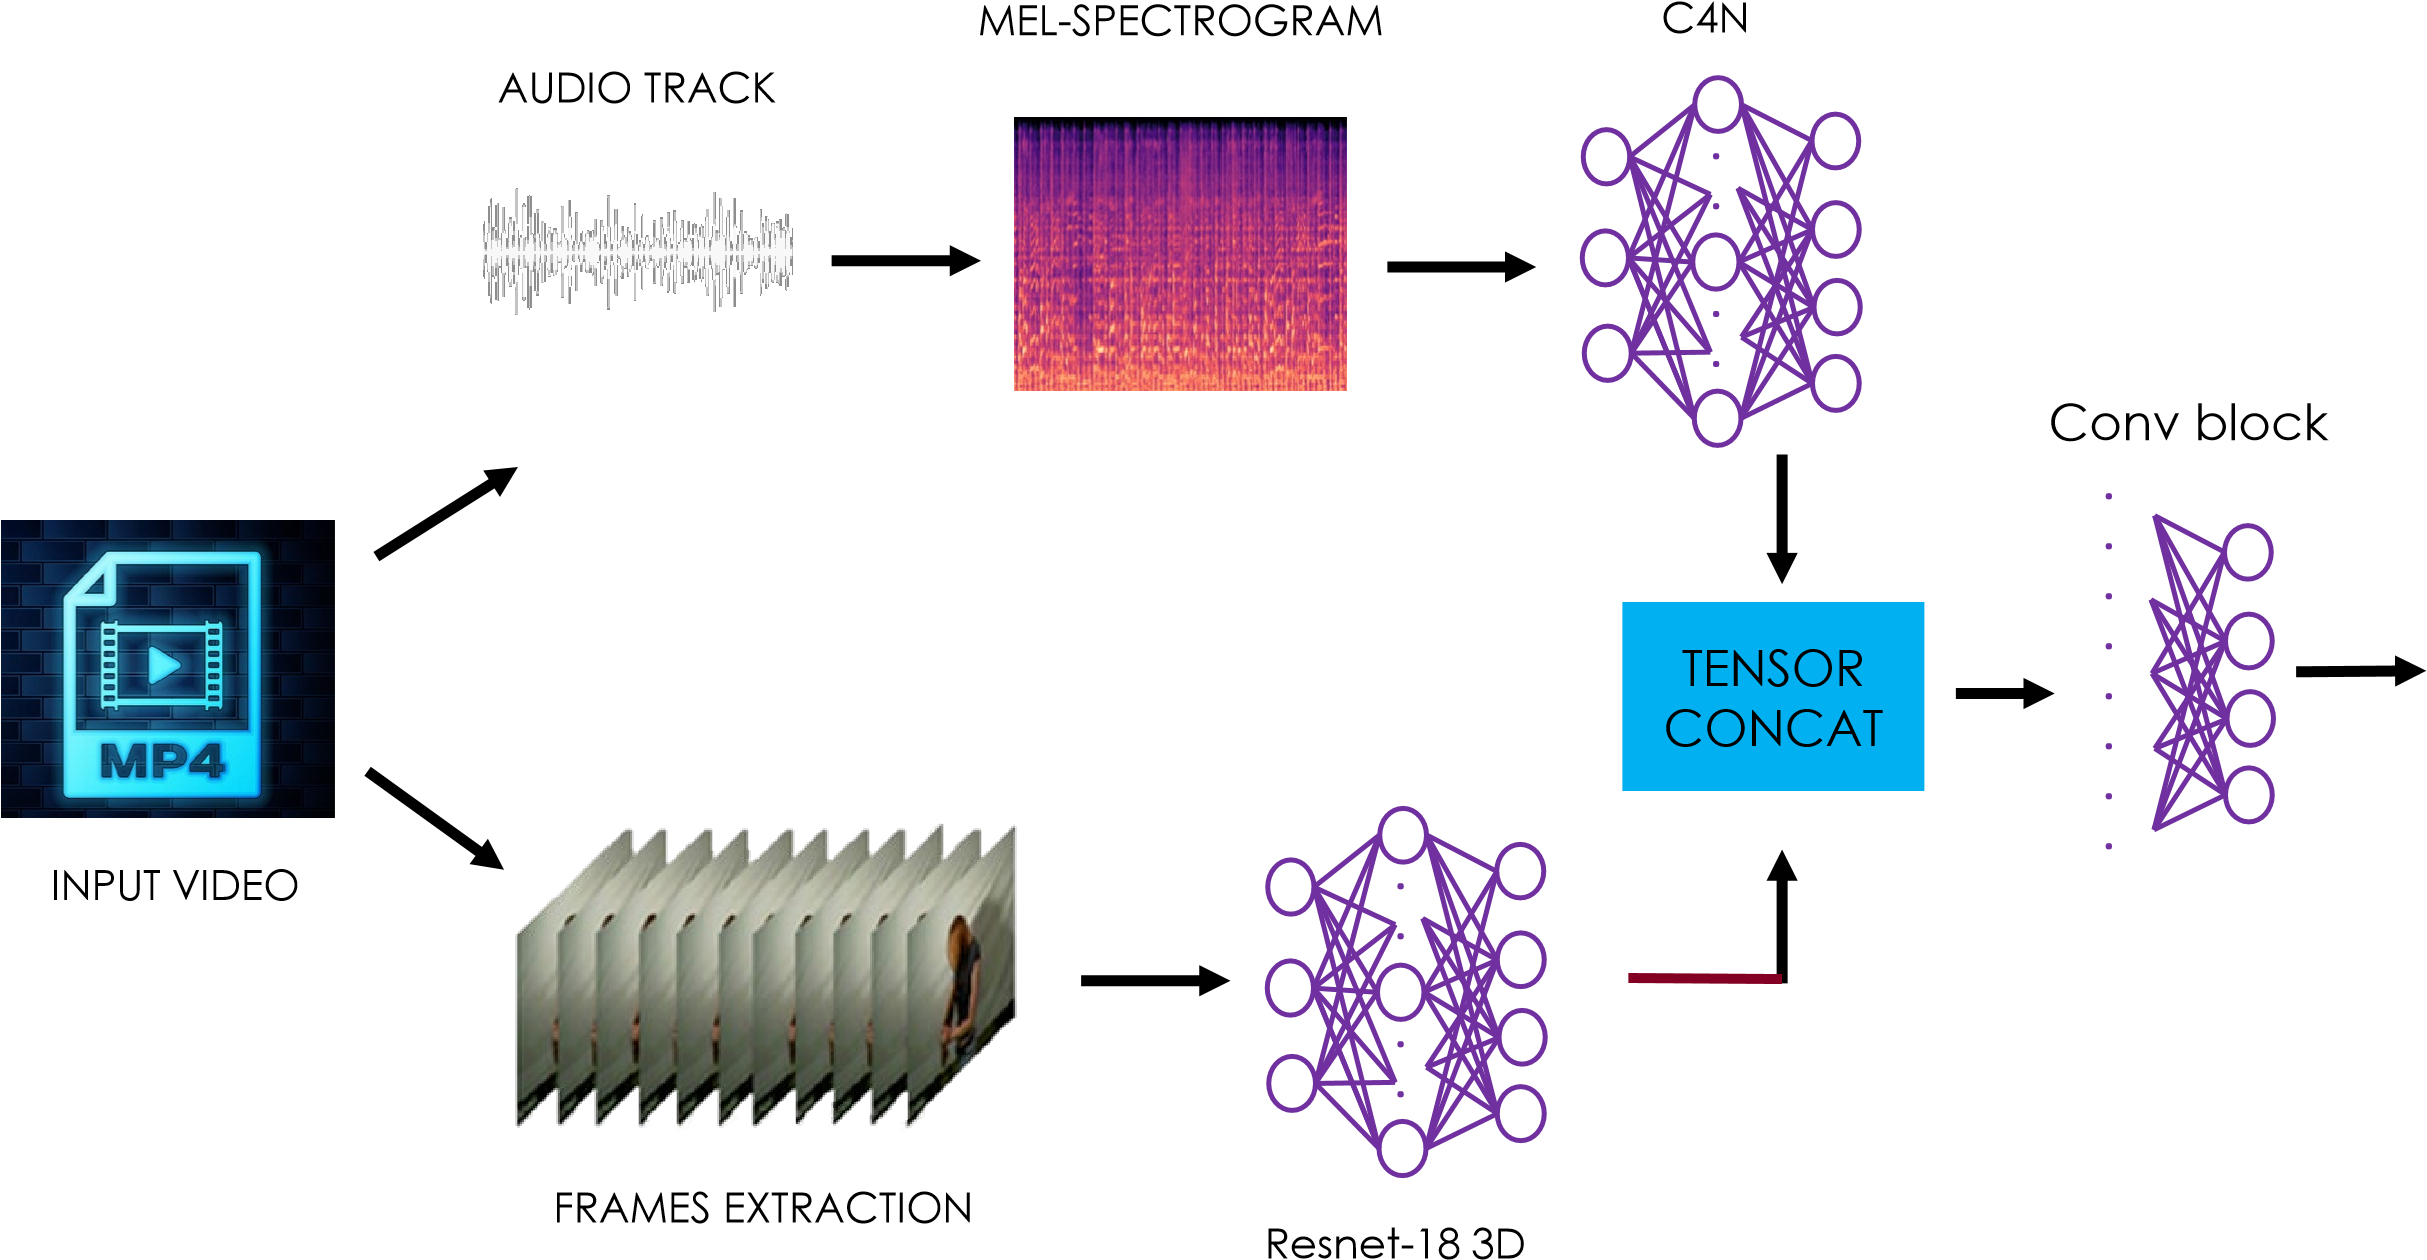 MEL-SPECTROGRAM
C4N
AUDIO TRACK
Conv block
MP4
INPUT VIDEO
TENSOR
CONCAT
FRAMES EXTRACTION
Resnet-18 3D